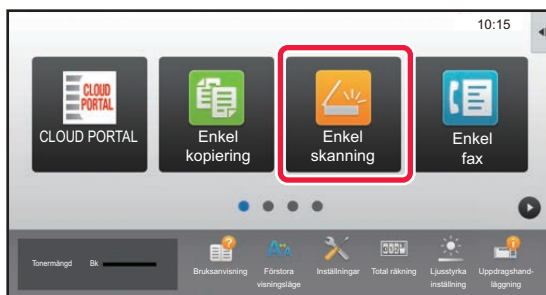 10:15
CLOUD
PORTAL
CLOUD PORTAL
Enkel
kopiering
Enkel
skanning
Enkel
fax
Tonermängd
Bk
Bruksanvisning
Förstora
visningsläge
Inställningar
Total räkning
Ljusstyrka
inställning
Uppdragshand-
läggning